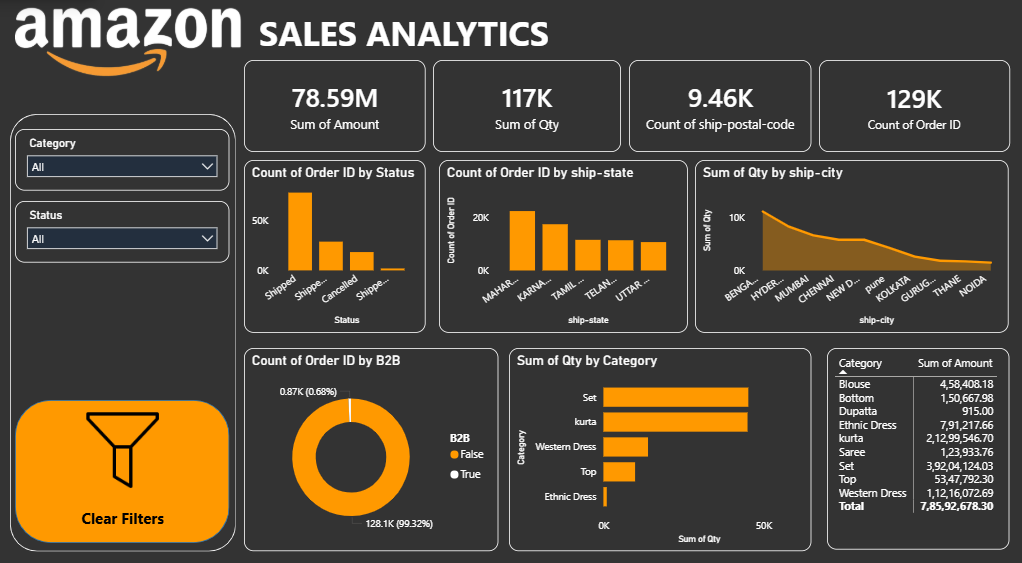 amazon SALES ANALYTICS
78.59M
Sum of Amount
117K
Sum of Qty
9.46K
Count of ship-postal-code
129K
Count of Order ID
Category
All
Status
All
Clear Filters
Count of Order ID by Status
50K
0K
Shipped
Shippe...
Cancelled
Shippe...
Status
Count of Order ID by ship-state
Count of Order ID
20K
0K
MAHAR...
KARNA...
TAMIL ...
TELAN...
UTTAR ...
ship-state
Sum of Qty by ship-city
Sum of Qty
10K
0K
BENGA...
HYDER...
MUMBAI
CHENNAI
NEW D...
pune
KOLKATA
GURUG...
THANE
NOIDA
ship-city
Count of Order ID by B2B
0.87K (0.68%)
128.1K (99.32%)
B2B
False
True
Sum of Qty by Category
Category
Set
kurta
Western Dress
Top
Ethnic Dress
0K 50K
Sum of Qty
Category Sum of Amount
Blouse 4,58,408.18
Bottom 1,50,667.98
Dupatta 915.00
Ethnic Dress 7,91,217.66
kurta 2,12,99,546.70
Saree 1,23,933.76
Set 3,92,04,124.03
Top 53,47,792.30
Western Dress 1,12,16,072.69
Total 7,85,92,678.30